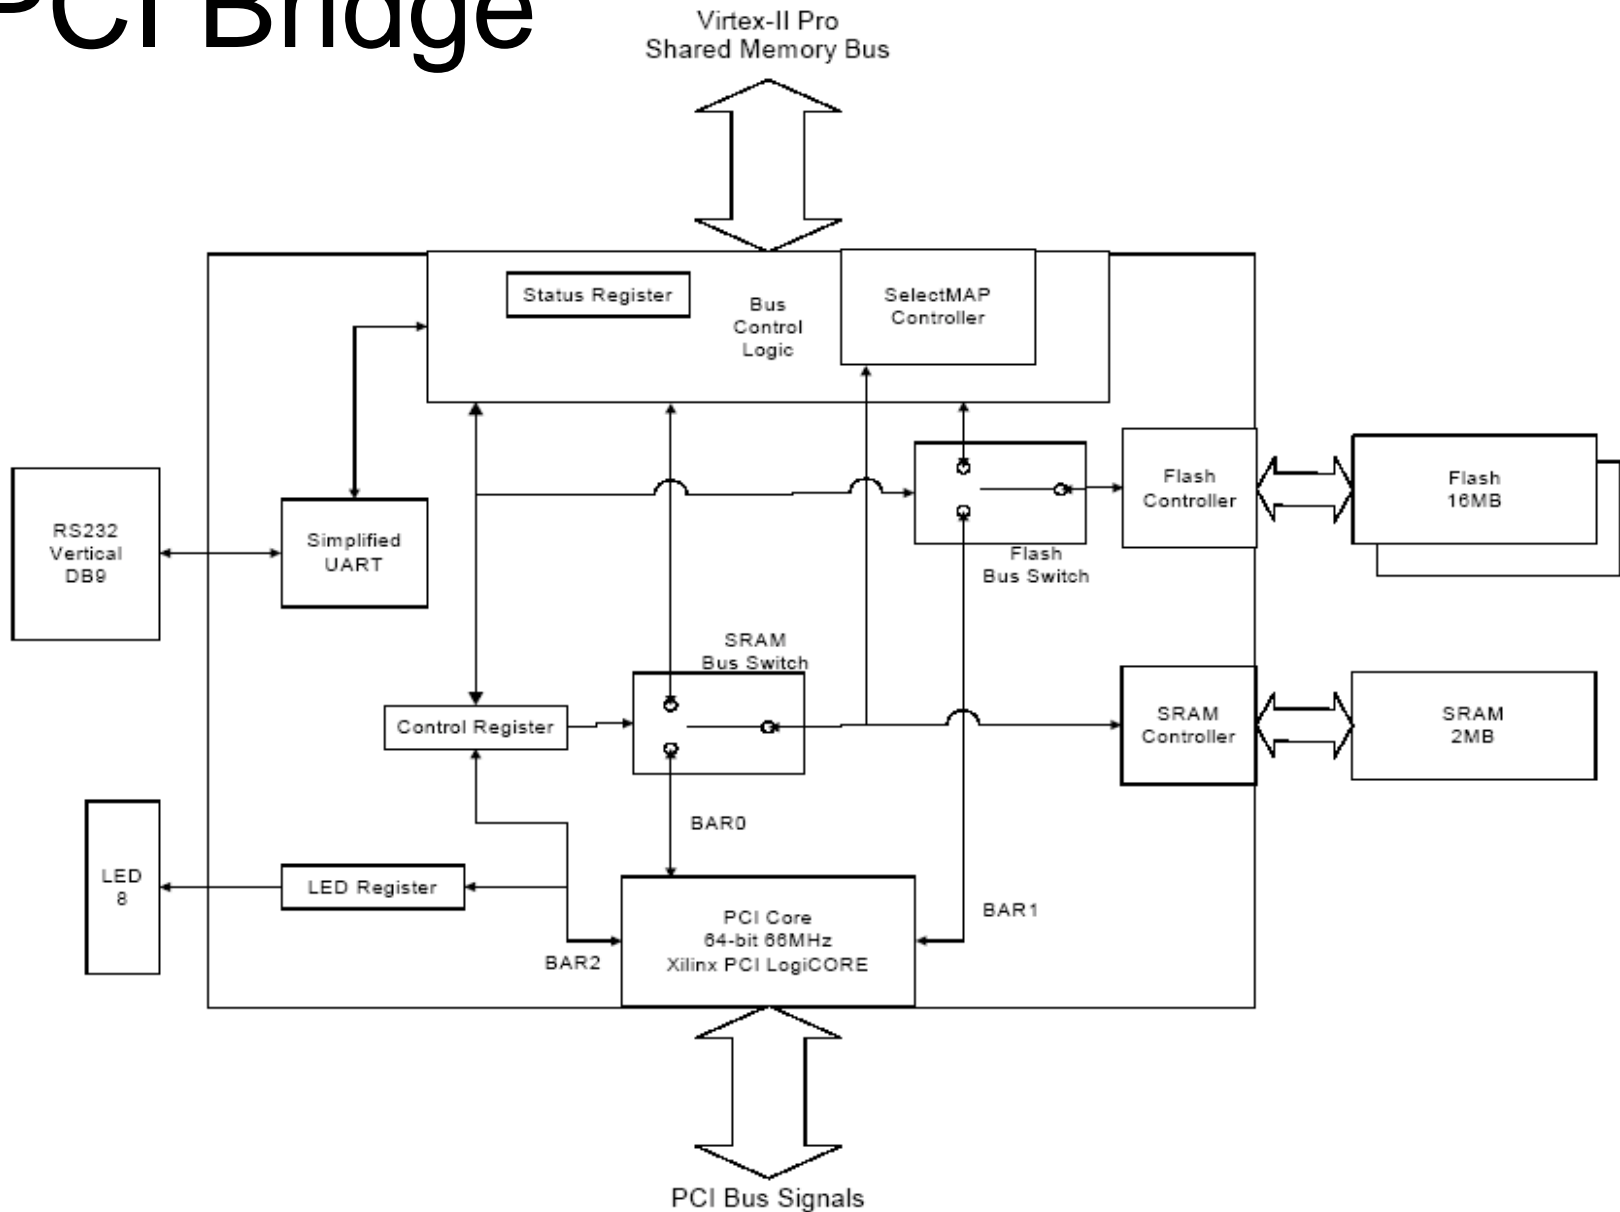 PCI Bridge
Virtex-II Pro
Shared Memory Bus
Status Register
Bus
Control
Logic
SelectMAP
Controller
Flash
Controller
Flash
16MB
RS232
Vertical
DB9
Simplified
UART
Flash
Bus Switch
SRAM
Bus Switch
Control Register
SRAM
Controller
SRAM
2MB
BAR0
LED
8
LED Register
BAR1
PCI Core
64-bit 66MHz
Xilinx PCI LogiCORE
BAR2
PCI Bus Signals